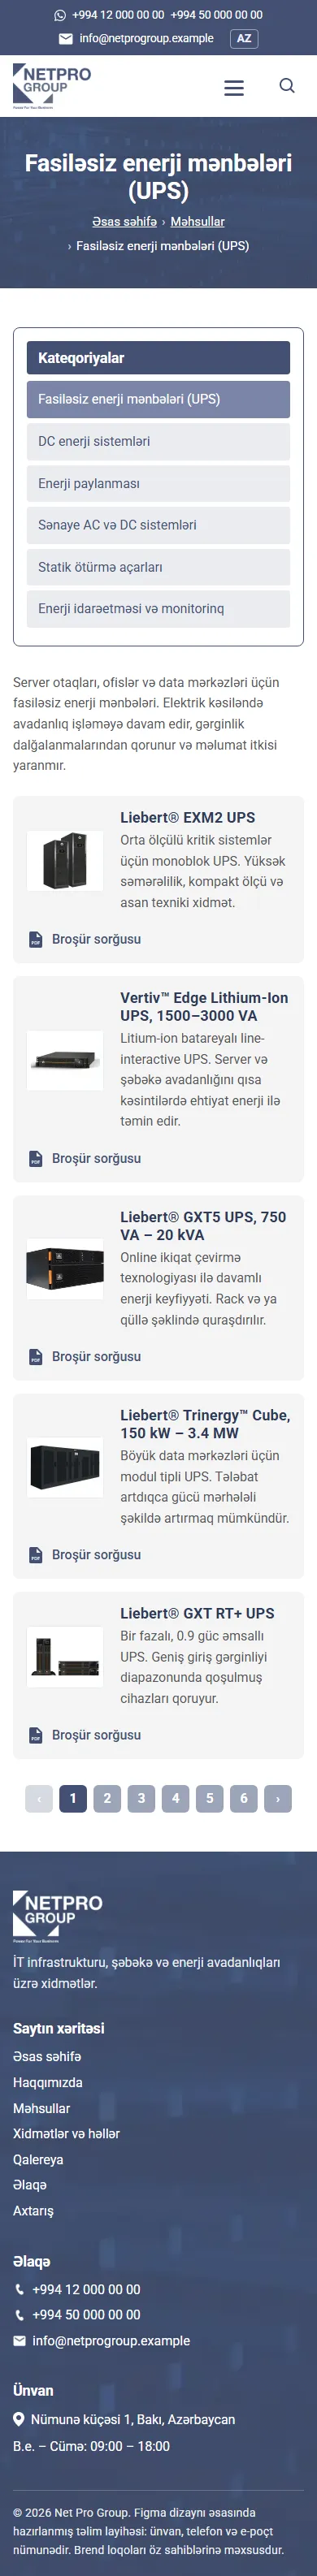 +994 12 000 00 00 +994 50 000 00 00
info@netprogroup.example AZ
NETPRO
GROUP
Power For Your Business
Fasiləsiz enerji mənbələri
(UPS)
Əsas səhifə › Məhsullar
› Fasiləsiz enerji mənbələri (UPS)
Kateqoriyalar
Fasiləsiz enerji mənbələri (UPS)
DC enerji sistemləri
Enerji paylanması
Sənaye AC və DC sistemləri
Statik ötürmə açarları
Enerji idarəetməsi və monitorinq
Server otaqları, ofislər və data mərkəzləri üçün
fasiləsiz enerji mənbələri. Elektrik kəsiləndə
avadanlıq işləməyə davam edir, gərginlik
dalğalanmalarından qorunur və məlumat itkisi
yaranmır.
Liebert® EXM2 UPS
Orta ölçülü kritik sistemlər
üçün monoblok UPS. Yüksək
səmərəlilik, kompakt ölçü və
asan texniki xidmət.
PDF Broşür sorğusu
Vertiv™ Edge Lithium-Ion
UPS, 1500–3000 VA
Litium-ion batareyalı line-
interactive UPS. Server və
şəbəkə avadanlığını qısa
kəsintilərdə ehtiyat enerji ilə
təmin edir.
PDF Broşür sorğusu
Liebert® GXT5 UPS, 750
VA – 20 kVA
Online ikiqat çevirmə
texnologiyası ilə davamlı
enerji keyfiyyəti. Rack və ya
qüllə şəklində quraşdırılır.
PDF Broşür sorğusu
Liebert® Trinergy™ Cube,
150 kW – 3.4 MW
Böyük data mərkəzləri üçün
modul tipli UPS. Tələbat
artdıqca gücü mərhələli
şəkildə artırmaq mümkündür.
PDF Broşür sorğusu
Liebert® GXT RT+ UPS
Bir fazalı, 0.9 güc əmsallı
UPS. Geniş giriş gərginliyi
diapazonunda qoşulmuş
cihazları qoruyur.
PDF Broşür sorğusu
‹ 1 2 3 4 5 6 ›
NETPRO
GROUP
Power For Your Business
İT infrastrukturu, şəbəkə və enerji avadanlıqları
üzrə xidmətlər.
Saytın xəritəsi
Əsas səhifə
Haqqımızda
Məhsullar
Xidmətlər və həllər
Qalereya
Əlaqə
Axtarış
Əlaqə
+994 12 000 00 00
+994 50 000 00 00
info@netprogroup.example
Ünvan
Nümunə küçəsi 1, Bakı, Azərbaycan
B.e. – Cümə: 09:00 – 18:00
© 2026 Net Pro Group. Figma dizaynı əsasında
hazırlanmış təlim layihəsi: ünvan, telefon və e-poçt
nümunədir. Brend loqoları öz sahiblərinə məxsusdur.